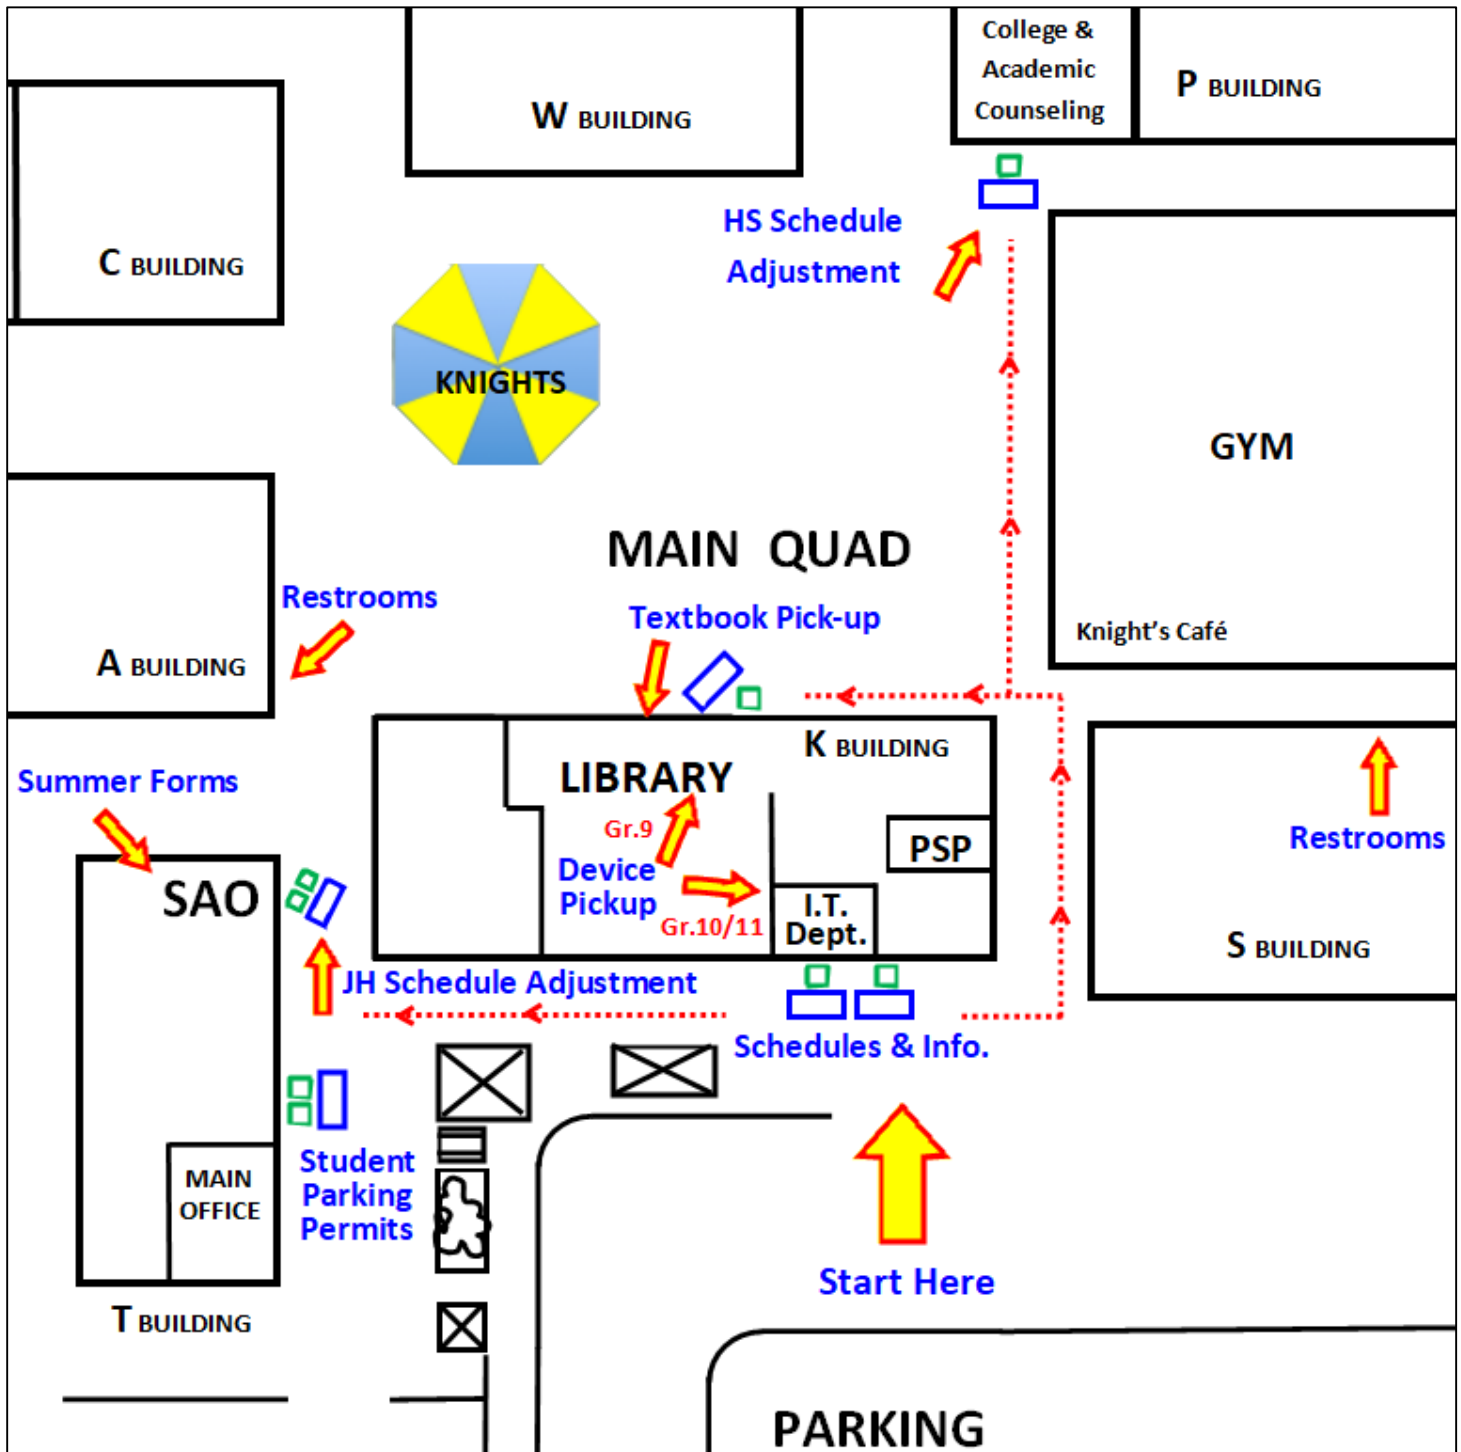 College &
Academic
Counseling
P BUILDING
W BUILDING
HS Schedule
Adjustment
C BUILDING
KNIGHTS
GYM
MAIN QUAD
Restrooms
Textbook Pick-up
Knight's Café
A BUILDING
K BUILDING
LIBRARY
Summer Forms
Gr.9
Restrooms
PSP
Device
Pickup
SAO
I.T.
Dept.
Gr.10/11
S BUILDING
JH Schedule Adjustment
Schedules & Info.
Student
Parking
Permits
MAIN
OFFICE
Start Here
T BUILDING
PARKING